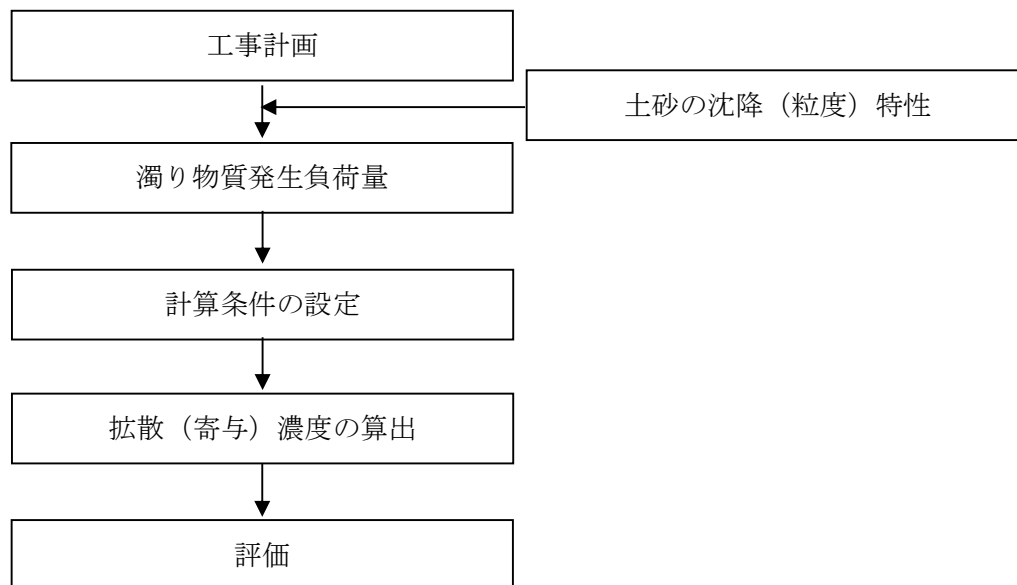 工事計画
土砂の沈降（粒度）特性
濁り物質発生負荷量
計算条件の設定
拡散（寄与）濃度の算出
評価